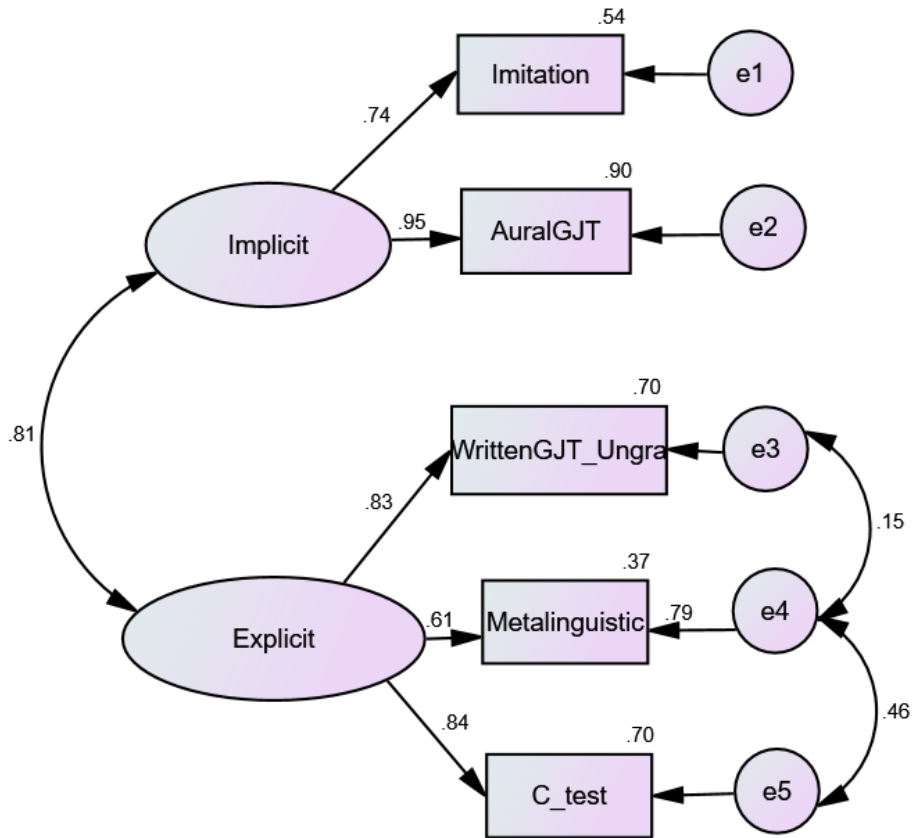 .54
Imitation
e1
.74
.90
.95
AuralGJT
e2
Implicit
.81
.70
WrittenGJT_Ungra
e3
.83
.15
.37
.79
e4
Metalinguistic
.61
Explicit
.46
.84
.70
C_test
e5